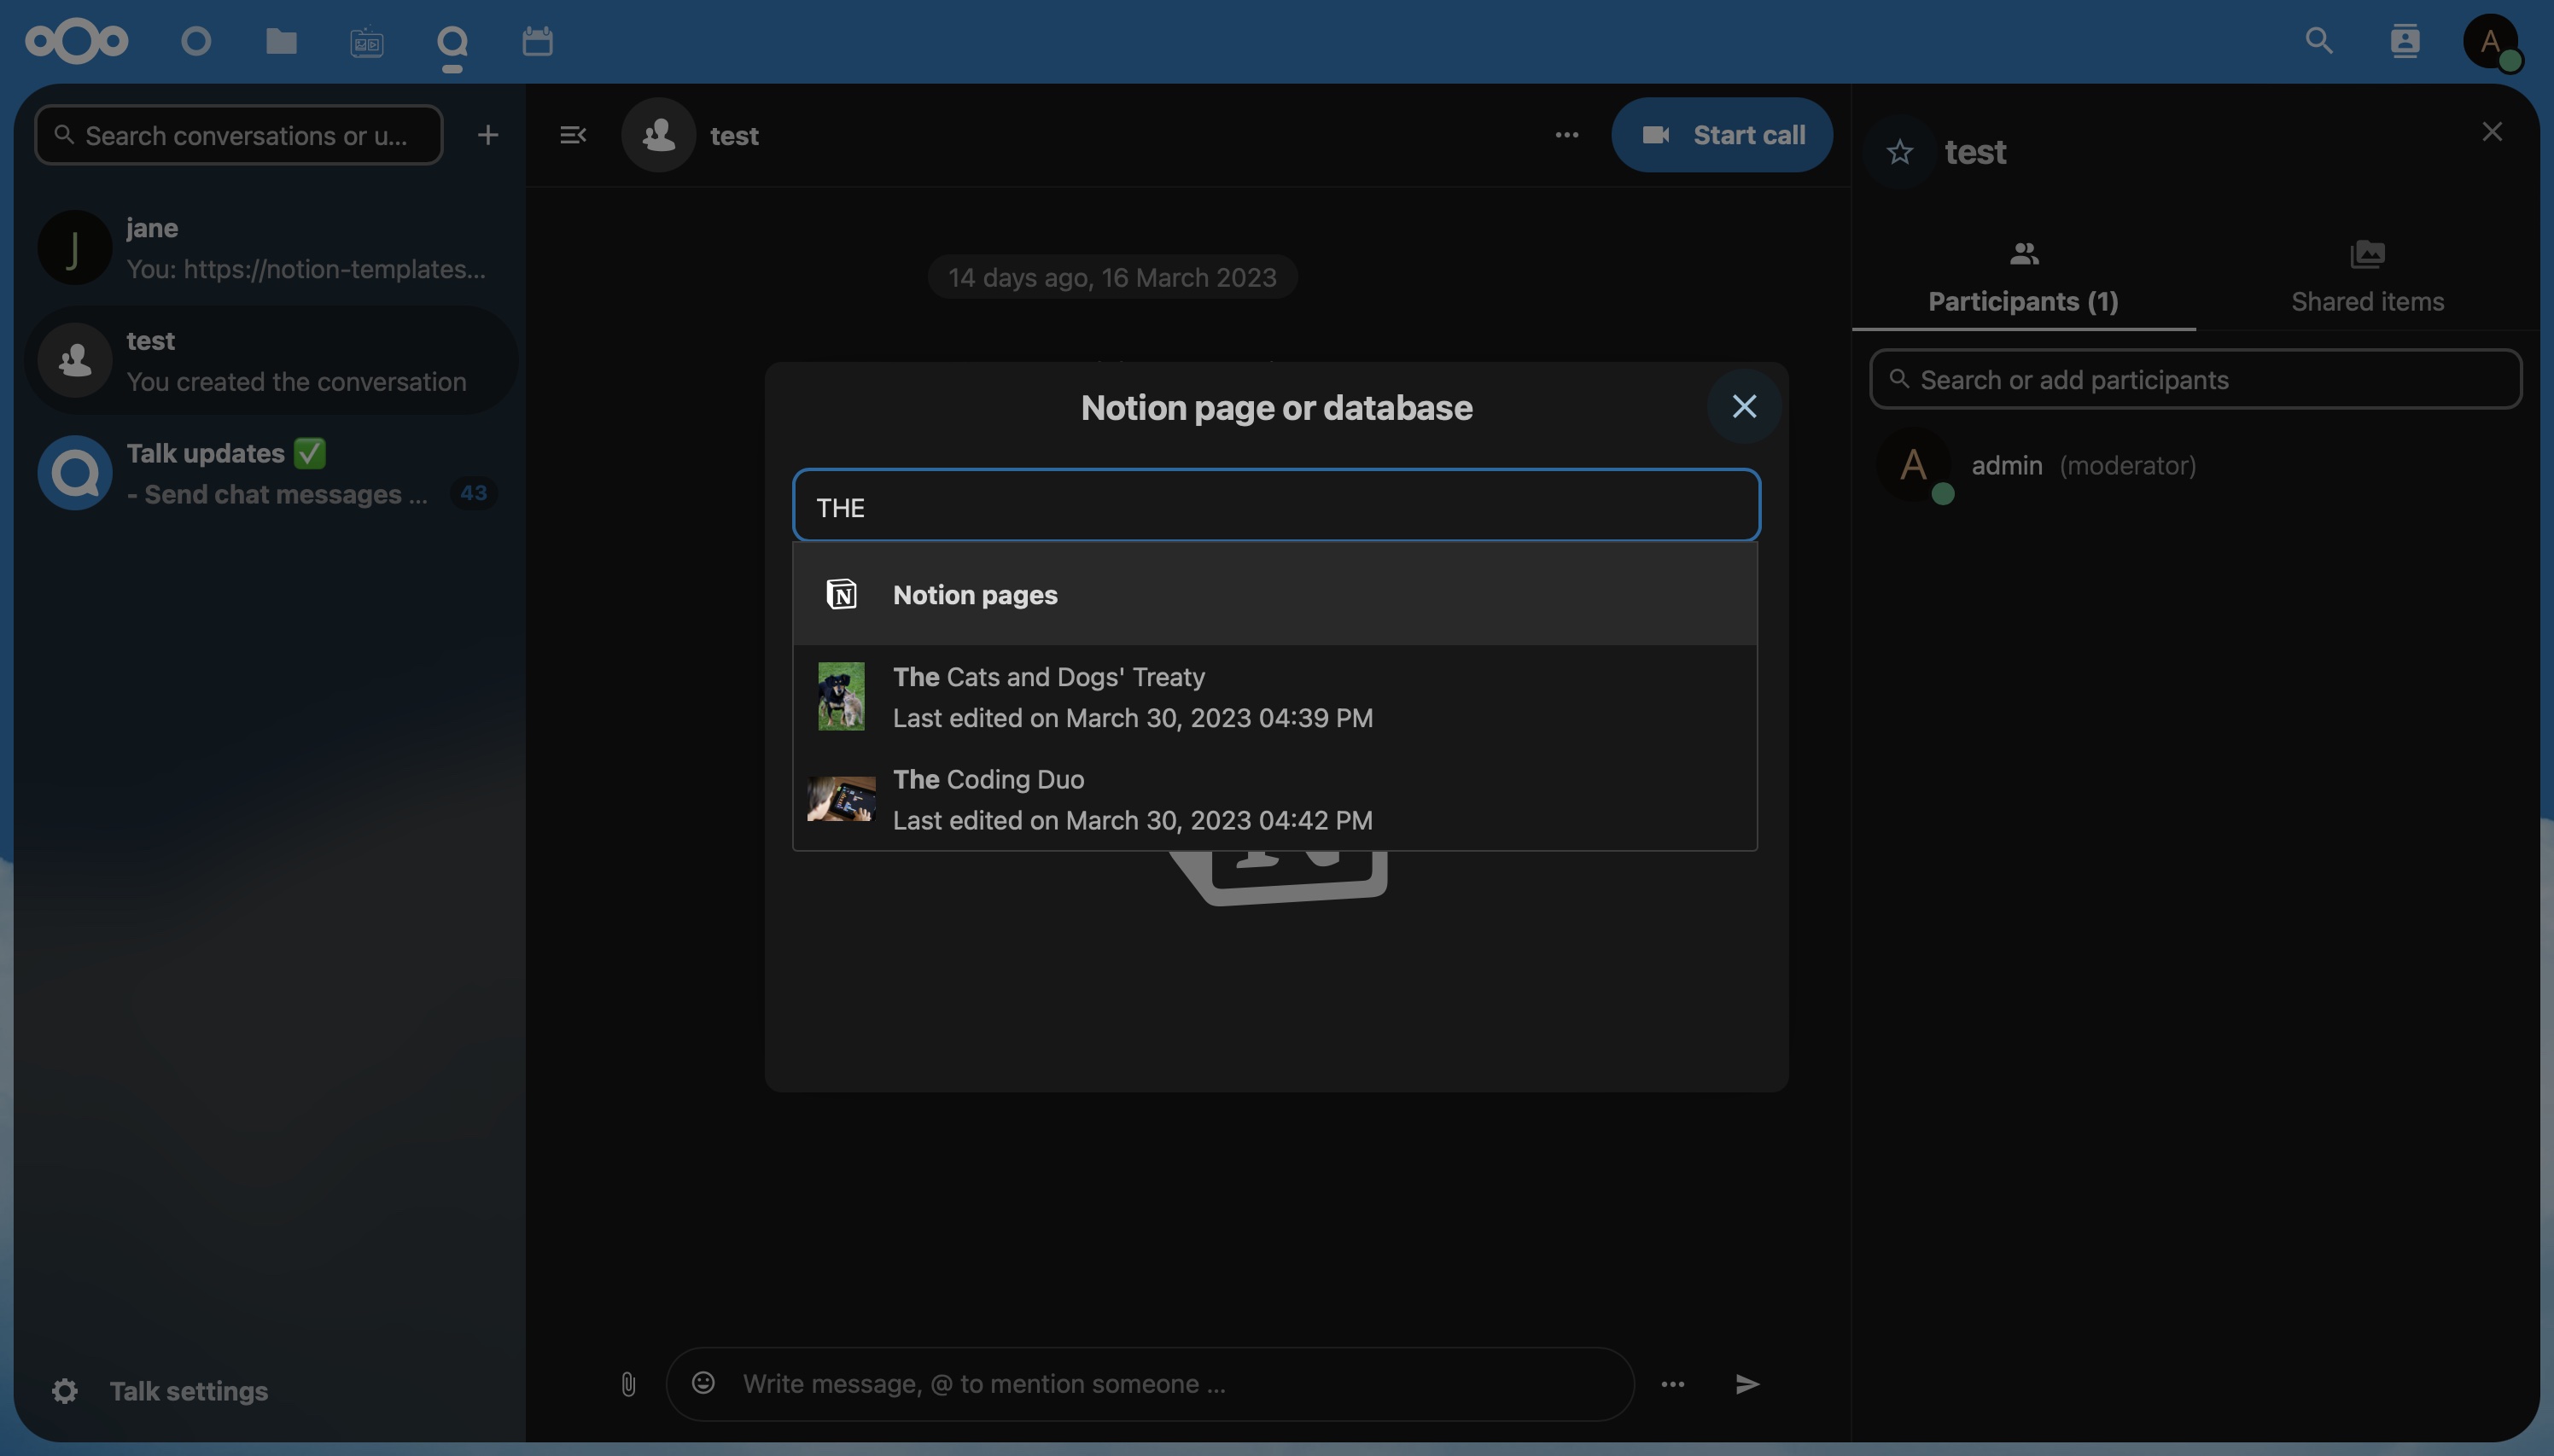 Search conversations or u...
jane
You: https://notion-templates...
test
You created the conversation
Talk updates ✅
- Send chat messages ...
43
Talk settings
test
Start call
14 days ago, 16 March 2023
Notion page or database
THE
Notion pages
The Cats and Dogs' Treaty
Last edited on March 30, 2023 04:39 PM
The Coding Duo
Last edited on March 30, 2023 04:42 PM
Write message, @ to mention someone ...
A
test
Participants (1)
Shared items
Search or add participants
A
admin (moderator)
J